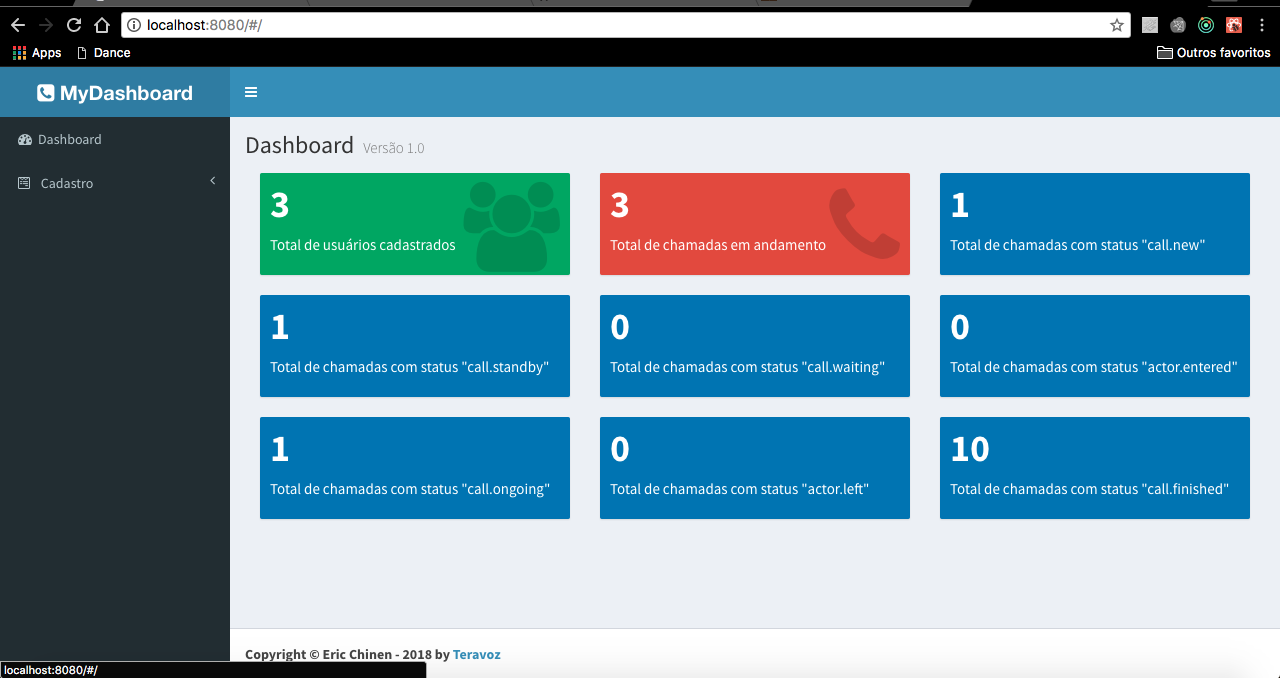 localhost:8080/#/
Apps Dance Outros favoritos
MyDashboard
Dashboard
Cadastro
Dashboard Versão 1.0
3
Total de usuários cadastrados
3
Total de chamadas em andamento
1
Total de chamadas com status "call.new"
1
Total de chamadas com status "call.standby"
0
Total de chamadas com status "call.waiting"
0
Total de chamadas com status "actor.entered"
1
Total de chamadas com status "call.ongoing"
0
Total de chamadas com status "actor.left"
10
Total de chamadas com status "call.finished"
Copyright © Eric Chinen - 2018 by Teravoz
localhost:8080/#/